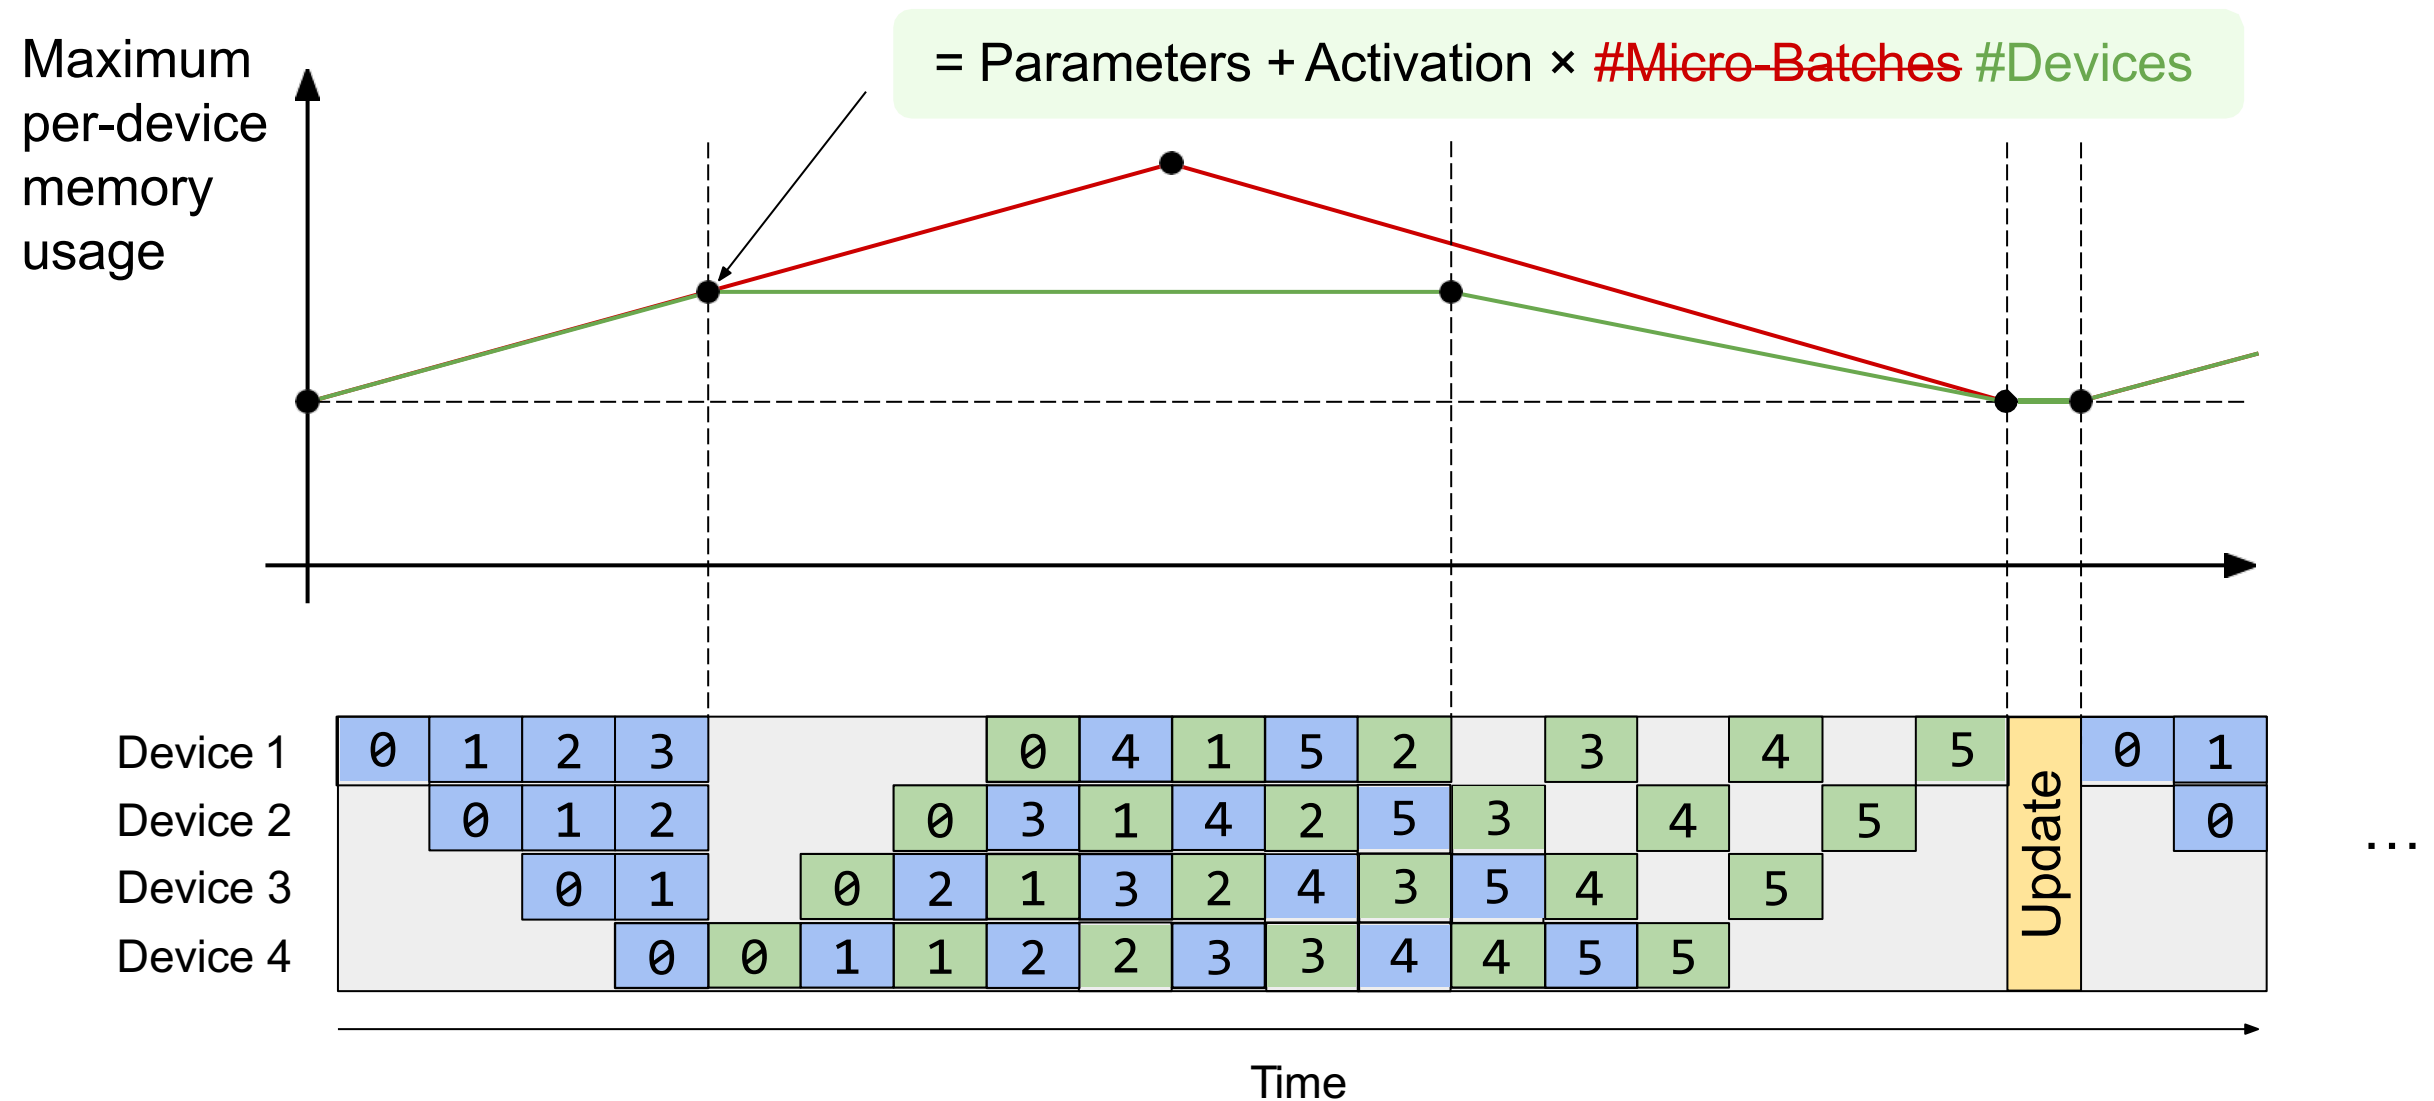 Maximum
per-device
memory
usage
= Parameters + Activation × #Micro-Batches #Devices
Device 1 0 1 2 3 0 4 1 5 2 3 4 5 0 1
Device 2 0 1 2 0 3 1 4 2 5 3 4 5 0
Device 3 0 1 0 2 1 3 2 4 3 5 4 5
Device 4 0 0 1 1 2 2 3 3 4 4 5 5
Update
...
Time